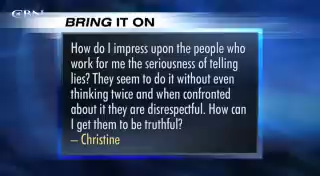 CRN
BRING IT ON
How do I impress upon the people who
work for me the seriousness of telling
lies? They seem to do it without even
thinking twice and when confronted
about it they are disrespectful. How can
I get them to be truthful?
– Christine